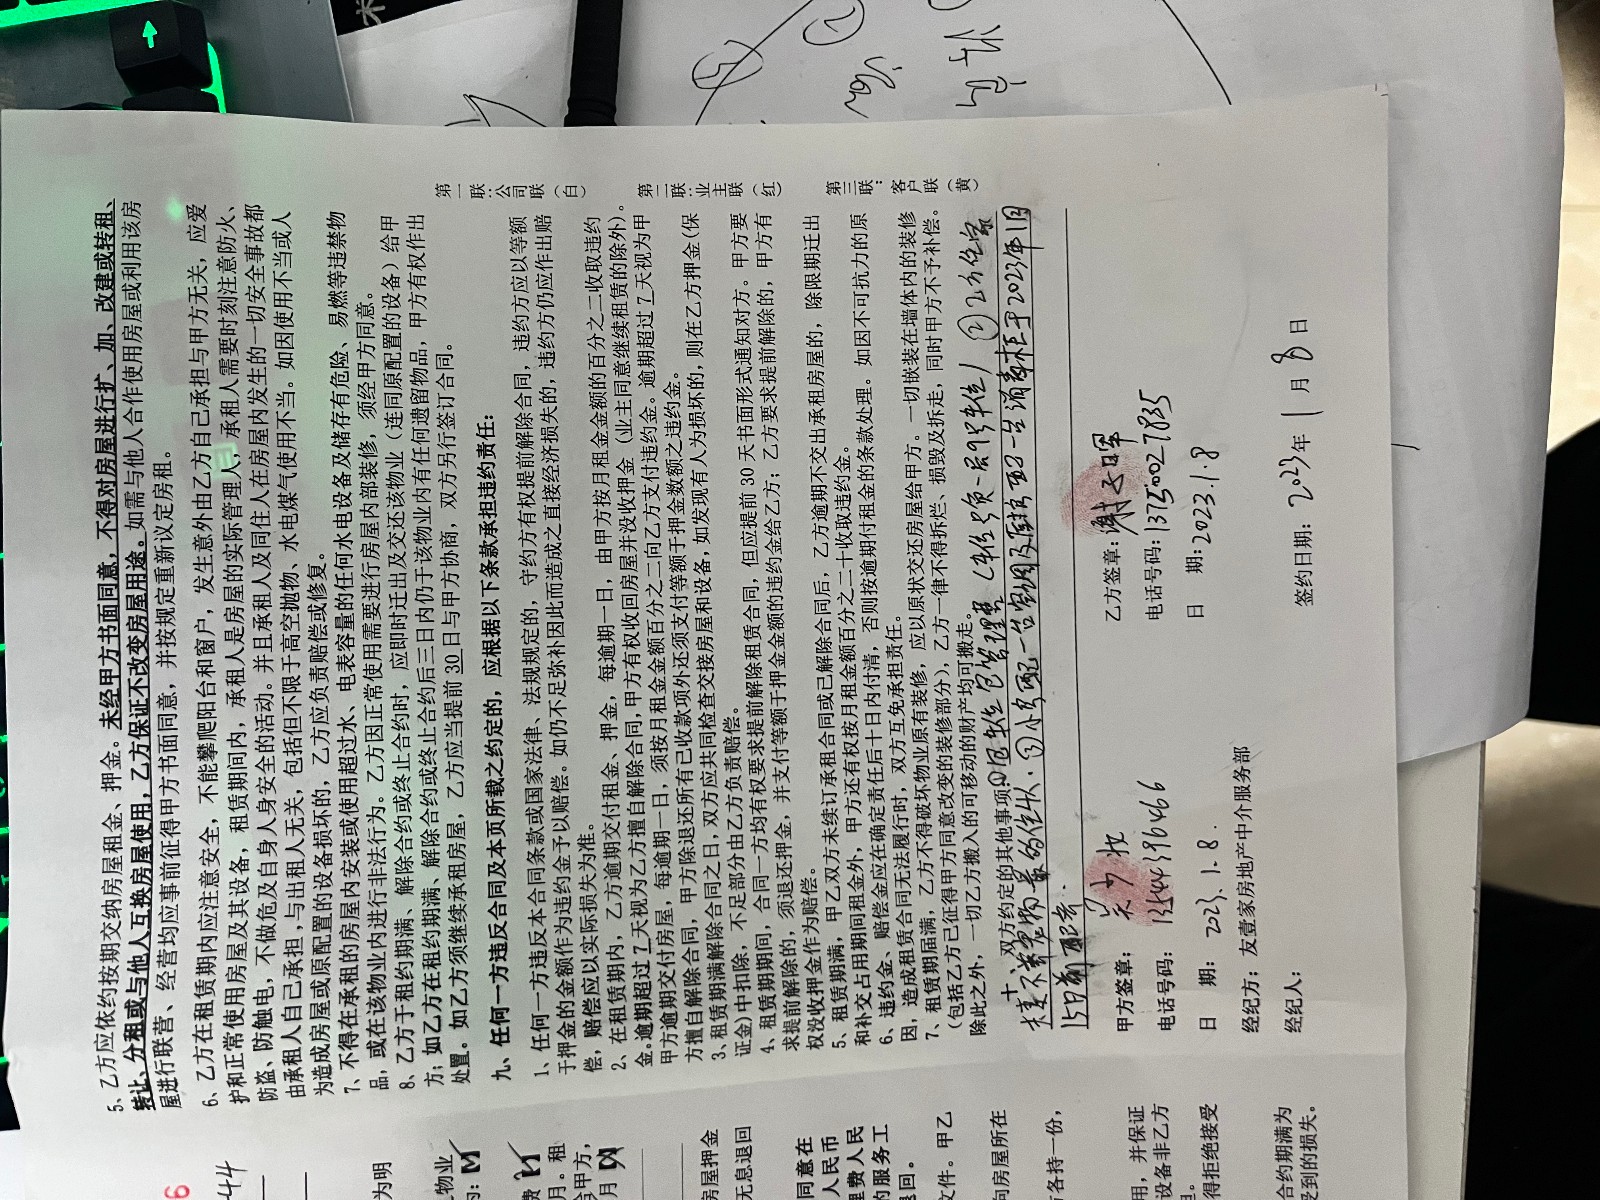 5、乙方应依约按期交纳房屋租金、押金。未经甲方书面同意，不得对房屋进行扩、加、改建或转租、
转让、分租或与他人互换房屋使用，乙方保证不改变房屋用途。如需与他人合作使用房屋或利用该房
屋进行联营、经营均应事前征得甲方书面同意，并按规定重新议定房租。
6、乙方在租赁期内应注意安全，不能攀爬阳台和窗户，发生意外由乙方自己承担与甲方无关，应爱
护和正常使用房屋及其设备，租赁期间内，承租人是房屋的实际管理人，承租人需要时刻注意防火、
防盗、防触电，不做危及自身人身安全的活动。并且承租人及同住人在房屋内发生的一切安全事故都
由承租人自己承担，与出租人无关，包括但不限于高空抛物、水电煤气使用不当。如因使用不当或人
为造成房屋或原配置的设备损坏的，乙方应负责赔偿或修复。
7、不得在承租的房屋内安装或使用超过水、电表容量的任何水电设备及储存有危险、易燃等违禁物
品，或在该物业内进行非法行为。乙方因正常使用需要进行房屋内部装修，须经甲方同意。
8、乙方于租约期满、解除合约或终止合约时，应即时迁出及交还该物业（连同原配置的设备）给甲
方；如乙方在租约期满、解除合约或终止合约后三日内仍于该物业内有任何遗留物品，甲方有权作出
处置。如乙方须继续承租房屋，乙方应当提前 30 日与甲方协商，双方另行签订合同。
九、任何一方违反合同及本页所载之约定的，应根据以下条款承担违约责任：
1、任何一方违反本合同条款或国家法律、法规规定的，守约方有权提前解除合同，违约方应以等额
于押金的金额作为违约金予以赔偿。如仍不足弥补因此而造成之直接经济损失的，违约方仍应作出赔
偿，赔偿应以实际损失为准。
2、在租赁期内，乙方逾期交付租金、押金，每逾期一日，由甲方按月租金金额的百分之二收取违约
金。逾期超过 7 天视为乙方擅自解除合同，甲方有权收回房屋并没收押金（业主同意继续租赁的除外）。
甲方逾期交付房屋，每逾期一日，须按月租金金额百分之二向乙方支付违约金。逾期超过 7 天视为甲
方擅自解除合同，甲方除退还所有已收款项外还须支付等额于押金数额之违约金。
3、租赁期满解除合同之日，双方应共同检查交接房屋和设备，如发现有人为损坏的，则在乙方押金(保
证金)中扣除，不足部分由乙方负责赔偿。
4、租赁期期间，合同一方均有权要求提前解除租赁合同，但应提前 30 天书面形式通知对方。甲方要
求提前解除的，须退还押金，并支付等额于押金金额的违约金给乙方；乙方要求提前解除的，甲方有
权没收押金作为赔偿。
5、租赁期满，甲乙双方未续订承租合同或已解除合同后，乙方逾期不交出承租房屋的，除限期迁出
和补交占用期间租金外，甲方还有权按月租金额百分之二十收取违约金。
6、违约金、赔偿金应在确定责任后十日内付清，否则按逾期付租金的条款处理。如因不可抗力的原
因，造成租赁合同无法履行时，双方互免承担责任。
7、租赁期届满，乙方不得破坏物业原有装修，应以原状交还房屋给甲方。一切嵌装在墙体内的装修
（包括乙方已征得甲方同意改变的装修部分），乙方一律不得拆烂、损毁及拆走，同时甲方不予补偿。
除此之外，一切乙方搬入的可移动的财产均可搬走。
十、双方约定的其他事项
15日前配齐.
甲方签章：
电话号码：13544396466
日 期：2023.1.8.
经纪方：友壹家房地产中介服务部
经纪人：
乙方签章：
电话号码：13750027835
日 期：2023.1.8
签约日期：2023年 1 月 8 日
第一联：公司联（白）
第二联：业主联（红）
第三联：客户联（黄）